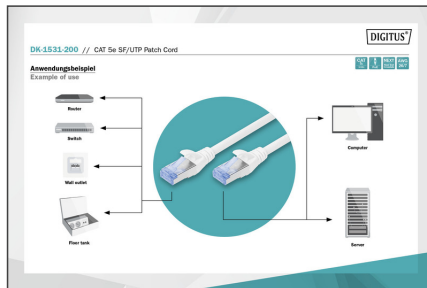 DIGITUS®
DK-1531-200 // CAT 5e SF/UTP Patch Cord
Anwendungsbeispiel
Example of use
Router
Switch
Wall outlet
Floor tank
Computer
Server